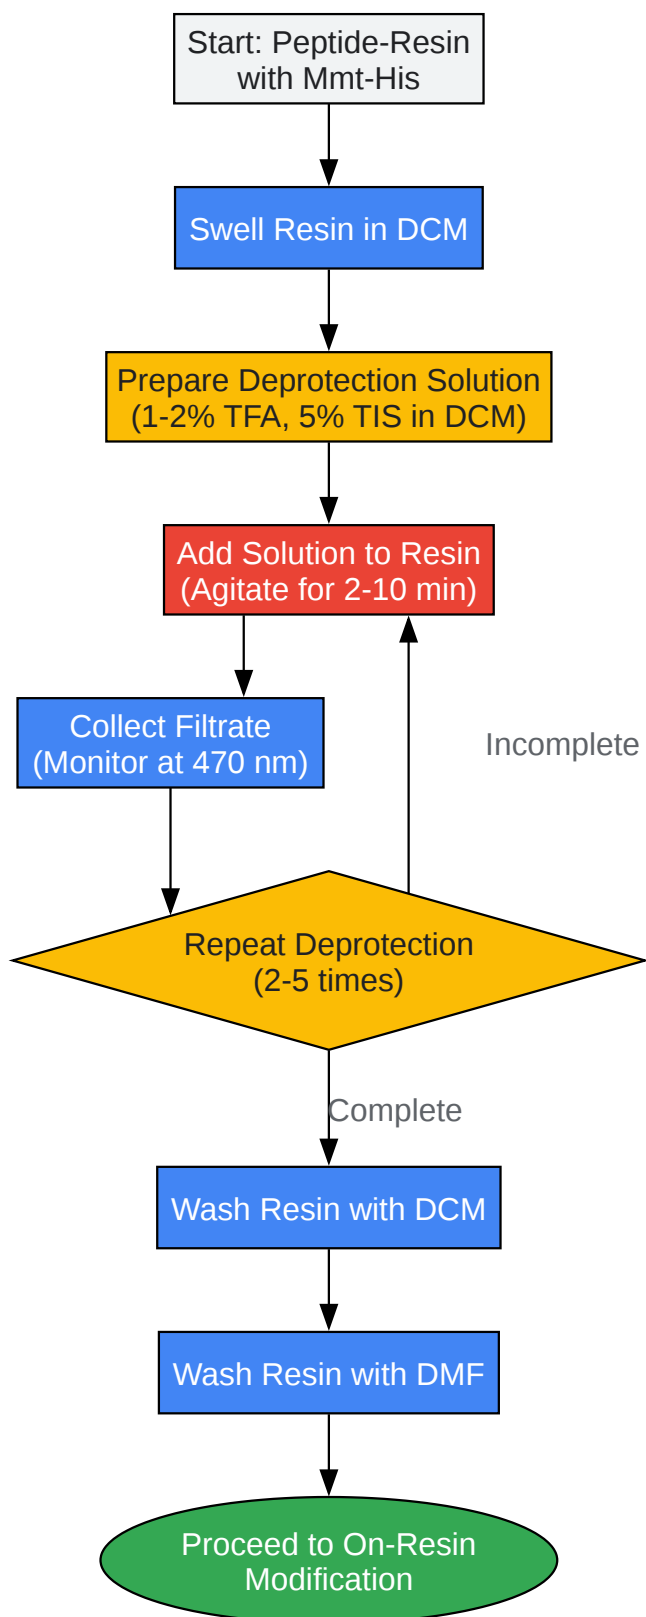 Start: Peptide-Resin
with Mmt-His
Swell Resin in DCM
Prepare Deprotection Solution
(1-2% TFA, 5% TIS in DCM)
Add Solution to Resin
(Agitate for 2-10 min)
Collect Filtrate
(Monitor at 470 nm)
Incomplete
Repeat Deprotection
(2-5 times)
Complete
Wash Resin with DCM
Wash Resin with DMF
Proceed to On-Resin
Modification